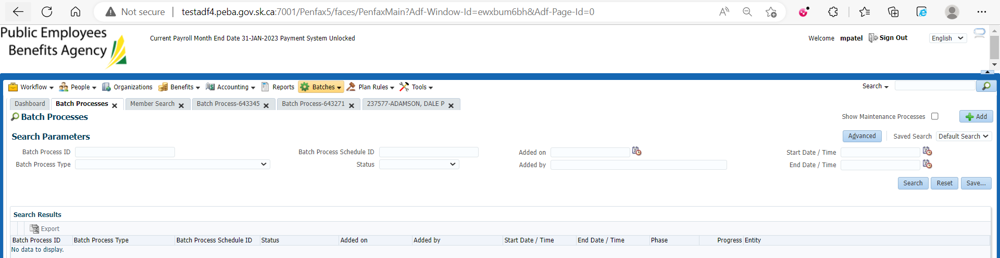 Not secure testadf4.peba.gov.sk.ca:7001/Penfax5/faces/PenfaxMain?Adf-Window-Id=ewxbum6bh&Adf-Page-Id=0
Public Employees
Benefits Agency
Current Payroll Month End Date 31-JAN-2023 Payment System Unlocked
Welcome mpatel Sign Out English
Workflow People Organizations Benefits Accounting Reports Batches Plan Rules Tools Search
Dashboard Batch Processes Member Search Batch Process-643345 Batch Process-643271 237577-ADAMSON, DALE P
Batch Processes Show Maintenance Processes Add
Search Parameters Advanced Saved Search Default Search
Batch Process ID Batch Process Schedule ID Added on Start Date / Time
Batch Process Type Status Added by End Date / Time
Search Reset Save...
Search Results
Export
Batch Process ID Batch Process Type Batch Process Schedule ID Status Added on Added by Start Date / Time End Date / Time Phase Progress Entity
No data to display.